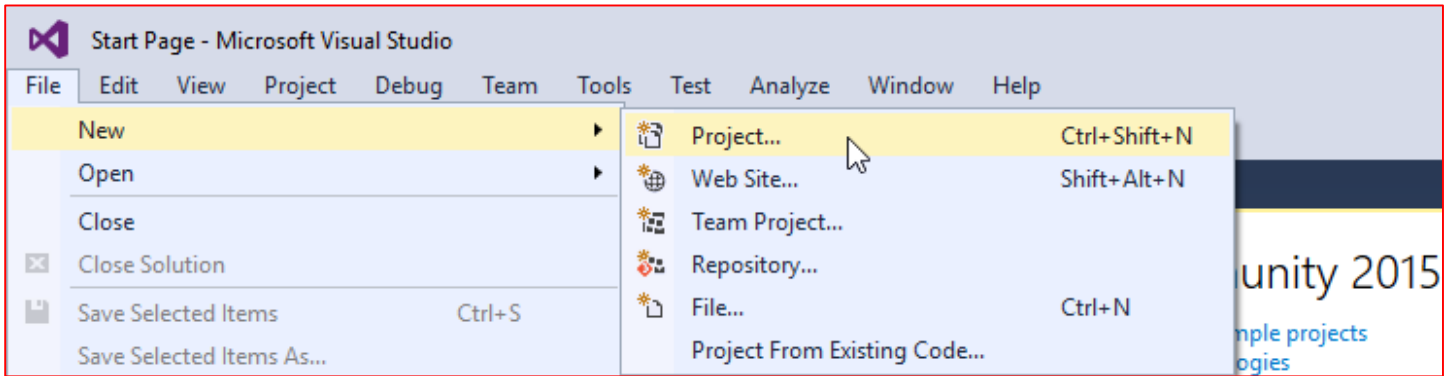 Start Page - Microsoft Visual Studio
File Edit View Project Debug Team Tools Test Analyze Window Help
New
Open
Close
Close Solution
Save Selected Items Ctrl+S
Save Selected Items As...
Project... Ctrl+Shift+N
Web Site... Shift+Alt+N
Team Project...
Repository...
File... Ctrl+N
Project From Existing Code...
unity 2015
mple projects
ogies